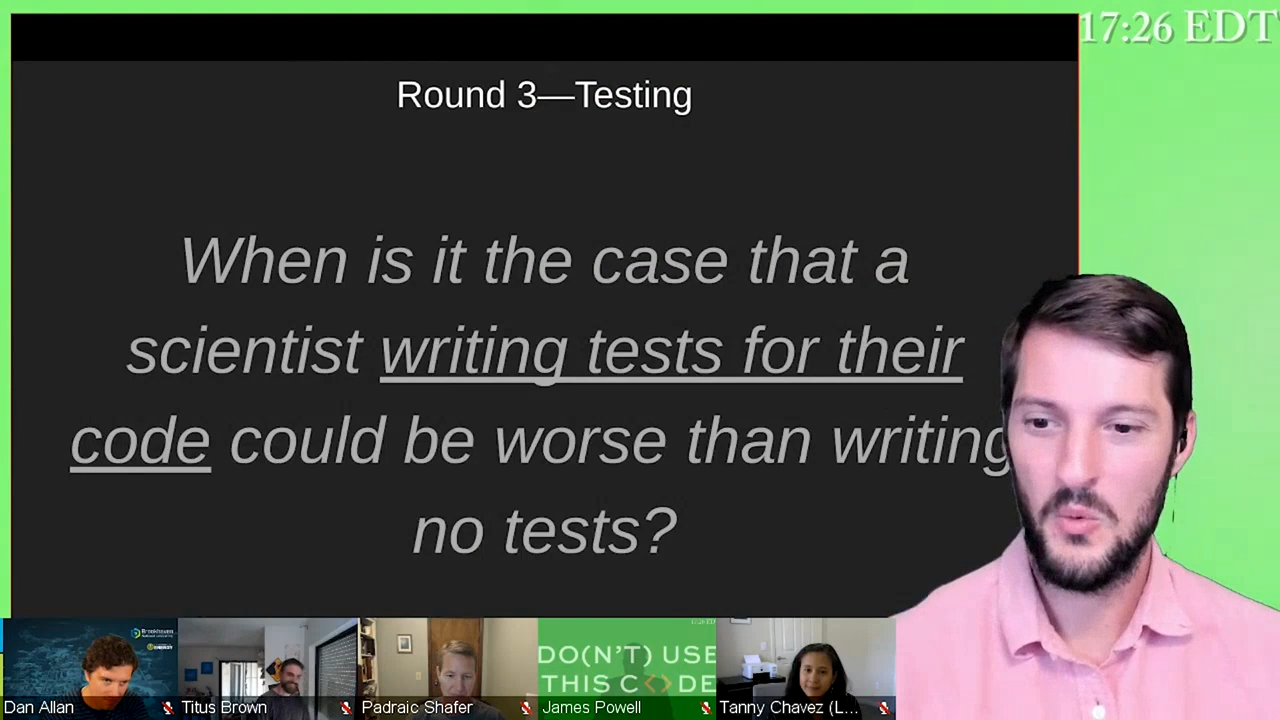 17:26 EDT
Round 3—Testing
When is it the case that a
scientist writing tests for their
code could be worse than writing
no tests?
Brookhaven
DO(N'T) USE
THIS C<>DE
Dan Allan
Titus Brown
Padraic Shafer
James Powell
Tanny Chavez (L...